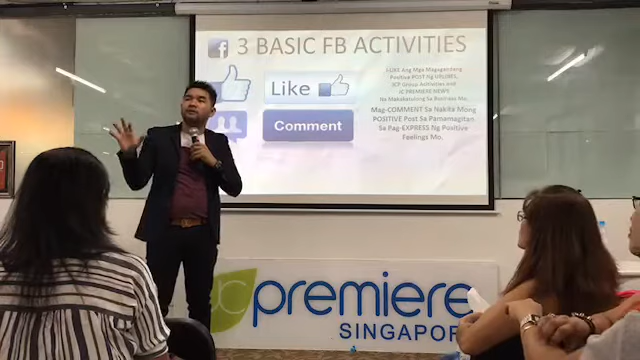 3 BASIC FB ACTIVITIES
f
I-LIKE Ang Mga Magagandang
Positive POST Ng UPLINES,
JCP Group Activities and
JC PREMIERE NEWS
Na Makakatulong Sa Business Mo.
Like
Mag-COMMENT Sa Nakita Mong
POSITIVE Post Sa Pamamagitan
Sa Pag-EXPRESS Ng Positive
Feelings Mo.
Comment
JCpremiere
SINGAPOR